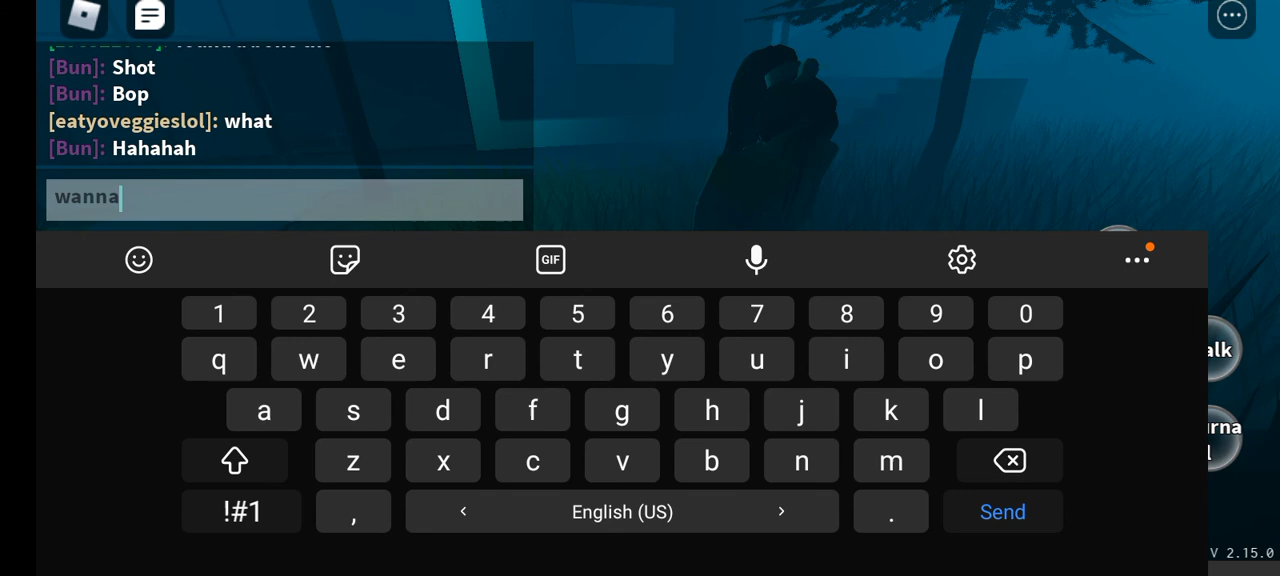 [Bun]: Shot
[Bun]: Bop
[eatyoveggieslol]: what
[Bun]: Hahahah
wanna
GIF
1 2 3 4 5 6 7 8 9 0
q w e r t y u i o p
alk
a s d f g h j k l
urna
l
z x c v b n m
!#1 , < English (US) > . Send
V 2.15.0